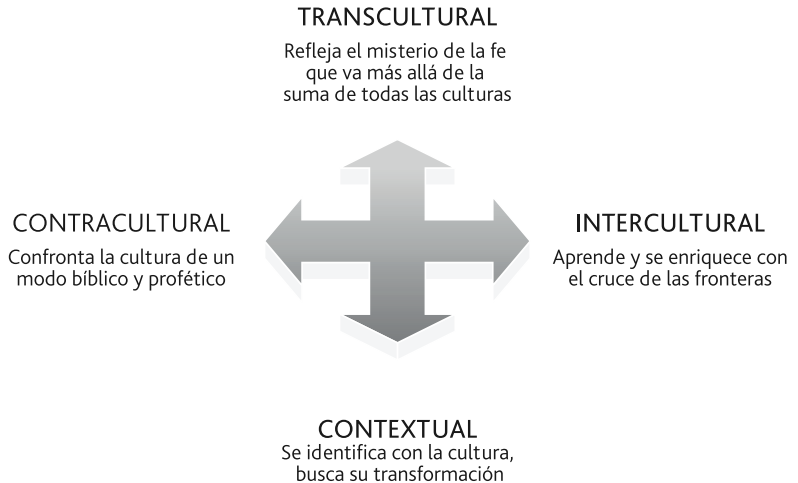 TRANSCULTURAL
Refleja el misterio de la fe
que va más allá de la
suma de todas las culturas
CONTRACULTURAL
Confronta la cultura de un
modo bíblico y profético
INTERCULTURAL
Aprende y se enriquece con
el cruce de las fronteras
CONTEXTUAL
Se identifica con la cultura,
busca su transformación